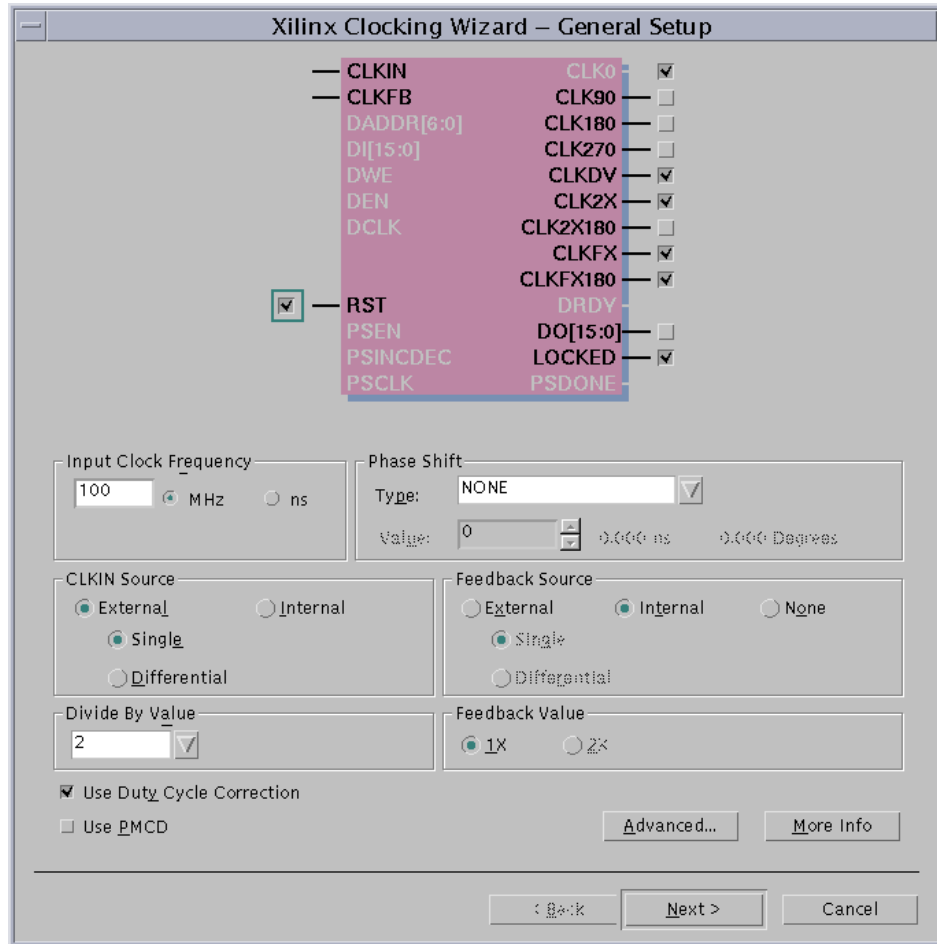 Xilinx Clocking Wizard – General Setup
CLKIN CLK0
CLKFB CLK90
DADDR[6:0] CLK180
DI[15:0] CLK270
DWE CLKDV
DEN CLK2X
DCLK CLK2X180
CLKFX
CLKFX180
RST DRDY
PSEN DO[15:0]
PSINCDEC LOCKED
PSCLK PSDONE
Input Clock Frequency
100 MHz ns
Phase Shift
Type: NONE
Value: 0 0.000 ns 0.000 Degrees
CLKIN Source
External Internal
Single
Differential
Feedback Source
External Internal None
Single
Differential
Divide By Value
2
Feedback Value
1X 2X
Use Duty Cycle Correction
Use PMCD
Advanced... More Info
< Back Next > Cancel